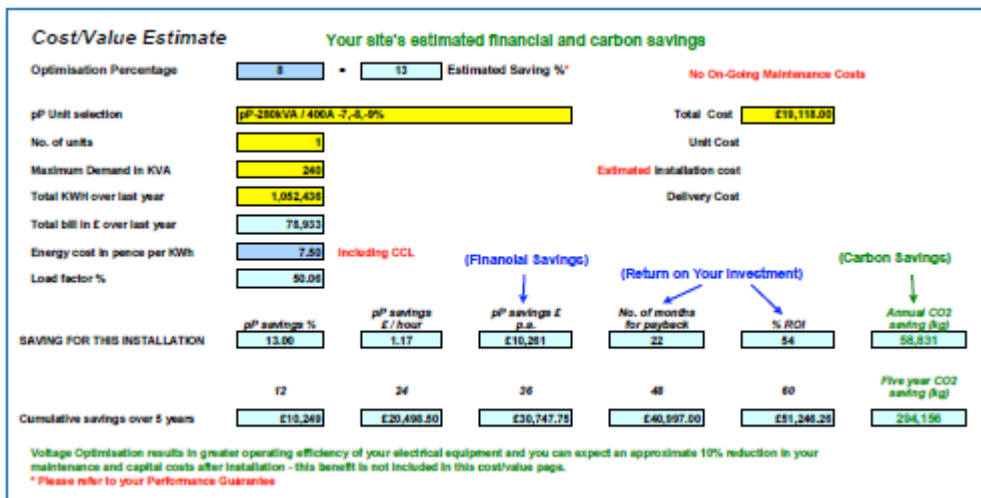 Cost/Value Estimate Your site's estimated financial and carbon savings
Optimisation Percentage 8 - 13 Estimated Saving %* No On-Going Maintenance Costs
pP Unit selection pP-280kVA / 400A -7,-8,-9% Total Cost £19,118.00
No. of units 1 Unit Cost
Maximum Demand in KVA 240 Estimated Installation cost
Total KWH over last year 1,052,436 Delivery Cost
Total bill in £ over last year 78,933
Energy cost in pence per KWh 7.50 Including CCL
Load factor % 50.06
(Financial Savings) (Return on Your Investment) (Carbon Savings)
pP savings % pP savings £ / hour pP savings £ p.a. No. of months for payback % ROI Annual CO2 saving (kg)
SAVING FOR THIS INSTALLATION 13.00 1.17 £10,261 22 54 58,831
12 24 36 48 60 Five year CO2 saving (kg)
Cumulative savings over 5 years £10,249 £20,498.50 £30,747.75 £40,997.00 £51,246.25 294,156
Voltage Optimisation results in greater operating efficiency of your electrical equipment and you can expect an approximate 10% reduction in your
maintenance and capital costs after installation - this benefit is not included in this cost/value page.
* Please refer to your Performance Guarantee